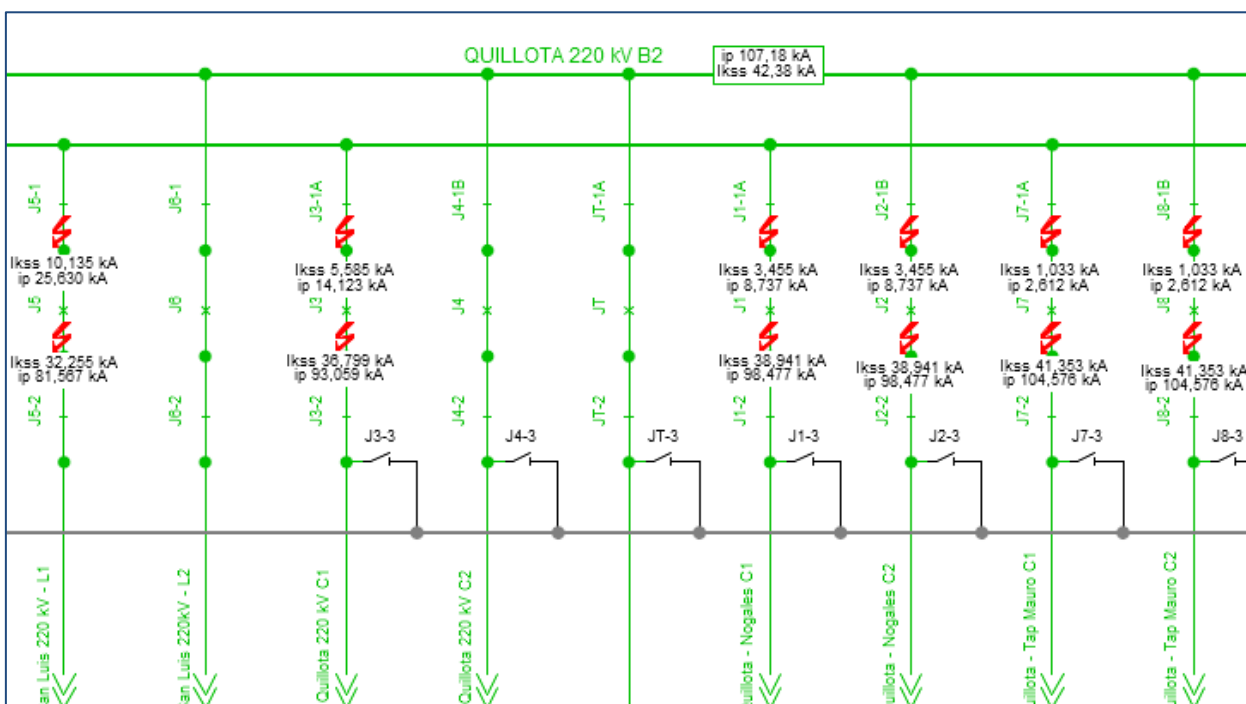 QUILLOTA 220 kV B2
ip 107,18 kA
Ikss 42,38 kA
J5-1
J6-1
J3-1A
J4-1B
JT-1A
J1-1A
J2-1B
J7-1A
J8-1B
Ikss 10,135 kA
ip 25,630 kA
Ikss 5,585 kA
ip 14,123 kA
Ikss 3,455 kA
ip 8,737 kA
Ikss 3,455 kA
ip 8,737 kA
Ikss 1,033 kA
ip 2,612 kA
Ikss 1,033 kA
ip 2,612 kA
J5
J6
J3
J4
JT
J1
J2
J7
J8
Ikss 32,255 kA
ip 81,567 kA
Ikss 36,799 kA
ip 93,059 kA
Ikss 38,941 kA
ip 98,477 kA
Ikss 38,941 kA
ip 98,477 kA
Ikss 41,353 kA
ip 104,576 kA
Ikss 41,353 kA
ip 104,576 kA
J5-2
J6-2
J3-2
J4-2
JT-2
J1-2
J2-2
J7-2
J8-2
J3-3
J4-3
JT-3
J1-3
J2-3
J7-3
J8-3
an Luis 220 kV - L1
San Luis 220kV - L2
Quillota 220 kV C1
Quillota 220 kV C2
uillota - Nogales C1
uillota - Nogales C2
uillota - Tap Mauro C1
uillota - Tap Mauro C2